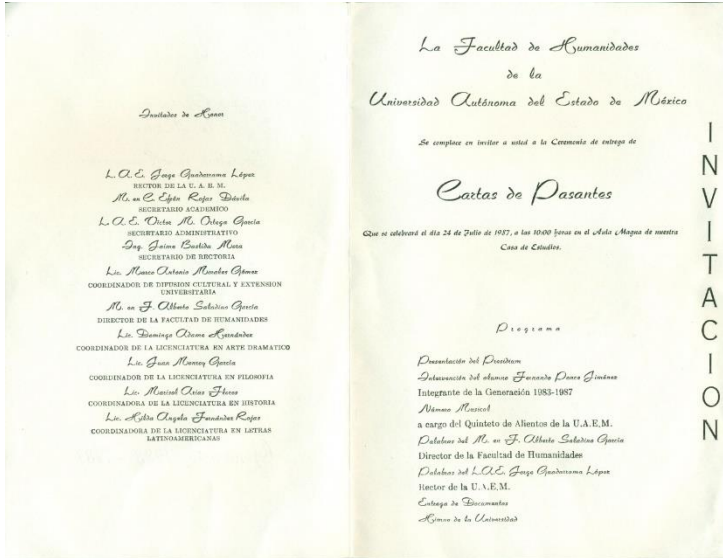 Invitados de Honor
L. A. E. Jorge Guadarrama López
RECTOR DE LA U. A. E. M.
M. en C. Efrén Rojas Dávila
SECRETARIO ACADEMICO
L. A. E. Víctor M. Ortega García
SECRETARIO ADMINISTRATIVO
Ing. Jaime Bastida Meza
SECRETARIO DE RECTORIA
Lic. Marco Antonio Morales Gómez
COORDINADOR DE DIFUSION CULTURAL Y EXTENSION
UNIVERSITARIA
M. en F. Alberto Saladino García
DIRECTOR DE LA FACULTAD DE HUMANIDADES
Lic. Domingo Adame Hernández
COORDINADOR DE LA LICENCIATURA EN ARTE DRAMATICO
Lic. Juan Monroy García
COORDINADOR DE LA LICENCIATURA EN FILOSOFIA
Lic. Marisol Arias Flores
COORDINADORA DE LA LICENCIATURA EN HISTORIA
Lic. Hilda Angela Fernández Rojas
COORDINADORA DE LA LICENCIATURA EN LETRAS
LATINOAMERICANAS
La Facultad de Humanidades
de la
Universidad Autónoma del Estado de México
Se complace en invitar a usted a la Ceremonia de entrega de
Cartas de Pasantes
Que se celebrará el día 24 de Julio de 1987, a las 10:00 horas en el Aula Magna de nuestra
Casa de Estudios.
Programa
Presentación del Presidium
Intervención del alumno Fernando Ponce Jiménez
Integrante de la Generación 1983-1987
Número Musical
a cargo del Quinteto de Alientos de la U.A.E.M.
Palabras del M. en F. Alberto Saladino García
Director de la Facultad de Humanidades
Palabras del L.A.E. Jorge Guadarrama López
Rector de la U.A.E.M.
Entrega de Documentos
Himno de la Universidad
INVITACION